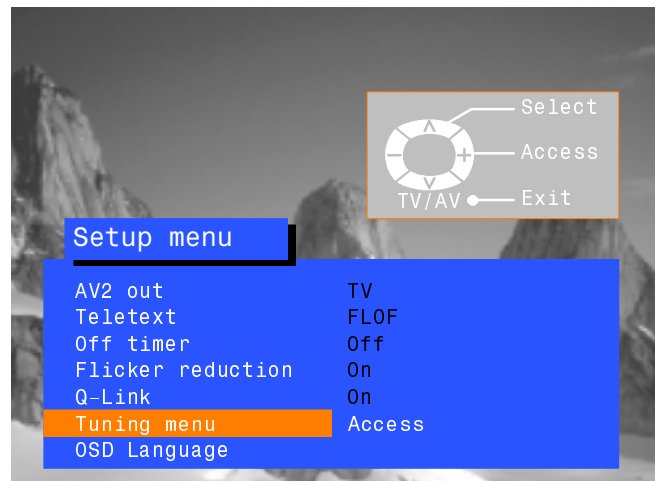 Select
Access
TV/AV Exit
Setup menu
AV2 out TV
Teletext FLOF
Off timer Off
Flicker reduction On
Q-Link On
Tuning menu Access
OSD Language